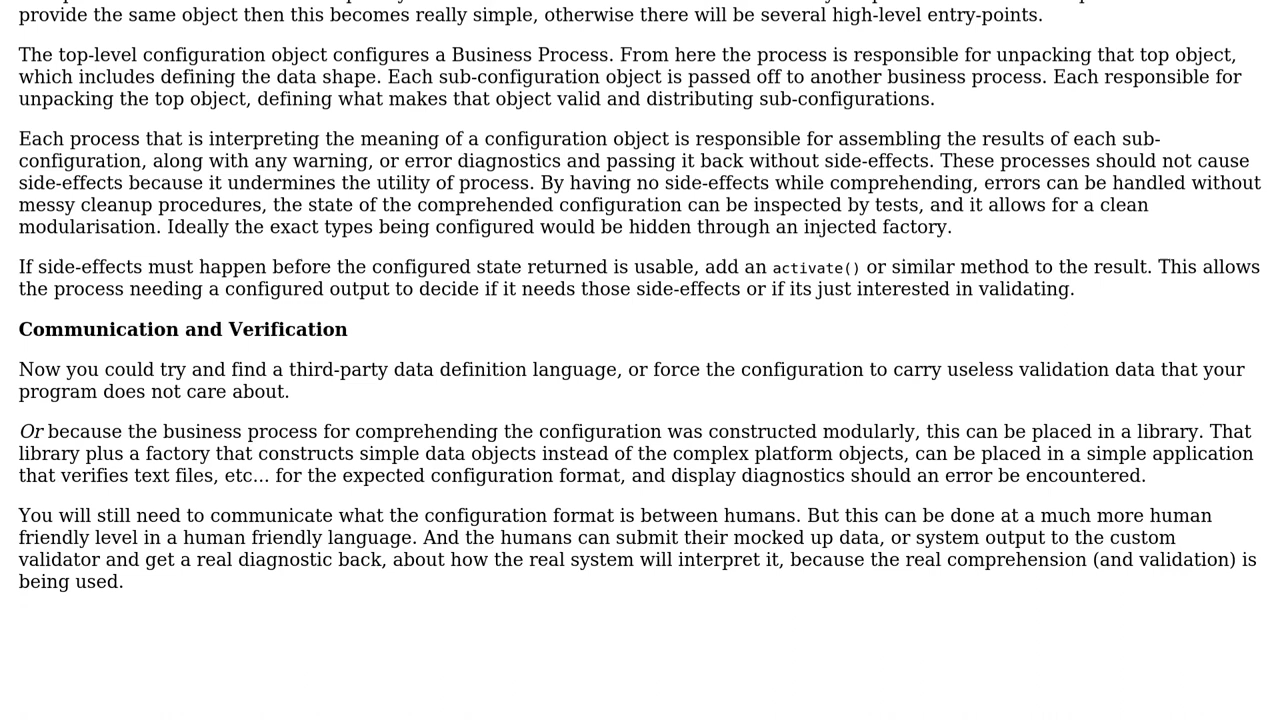 provide the same object then this becomes really simple, otherwise there will be several high-level entry-points.
The top-level configuration object configures a Business Process. From here the process is responsible for unpacking that top object,
which includes defining the data shape. Each sub-configuration object is passed off to another business process. Each responsible for
unpacking the top object, defining what makes that object valid and distributing sub-configurations.
Each process that is interpreting the meaning of a configuration object is responsible for assembling the results of each sub-
configuration, along with any warning, or error diagnostics and passing it back without side-effects. These processes should not cause
side-effects because it undermines the utility of process. By having no side-effects while comprehending, errors can be handled without
messy cleanup procedures, the state of the comprehended configuration can be inspected by tests, and it allows for a clean
modularisation. Ideally the exact types being configured would be hidden through an injected factory.
If side-effects must happen before the configured state returned is usable, add an activate() or similar method to the result. This allows
the process needing a configured output to decide if it needs those side-effects or if its just interested in validating.
Communication and Verification
Now you could try and find a third-party data definition language, or force the configuration to carry useless validation data that your
program does not care about.
Or because the business process for comprehending the configuration was constructed modularly, this can be placed in a library. That
library plus a factory that constructs simple data objects instead of the complex platform objects, can be placed in a simple application
that verifies text files, etc... for the expected configuration format, and display diagnostics should an error be encountered.
You will still need to communicate what the configuration format is between humans. But this can be done at a much more human
friendly level in a human friendly language. And the humans can submit their mocked up data, or system output to the custom
validator and get a real diagnostic back, about how the real system will interpret it, because the real comprehension (and validation) is
being used.